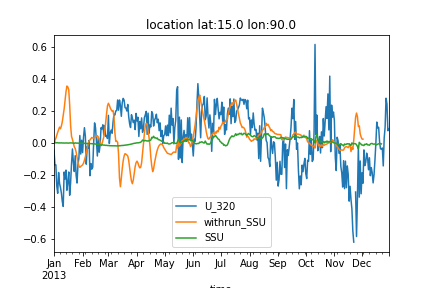 location lat:15.0 lon:90.0
0.6
0.4
0.2
0.0
−0.2
−0.4
−0.6
U_320
withrun_SSU
SSU
Jan Feb Mar Apr May Jun Jul Aug Sep Oct Nov Dec
2013
time